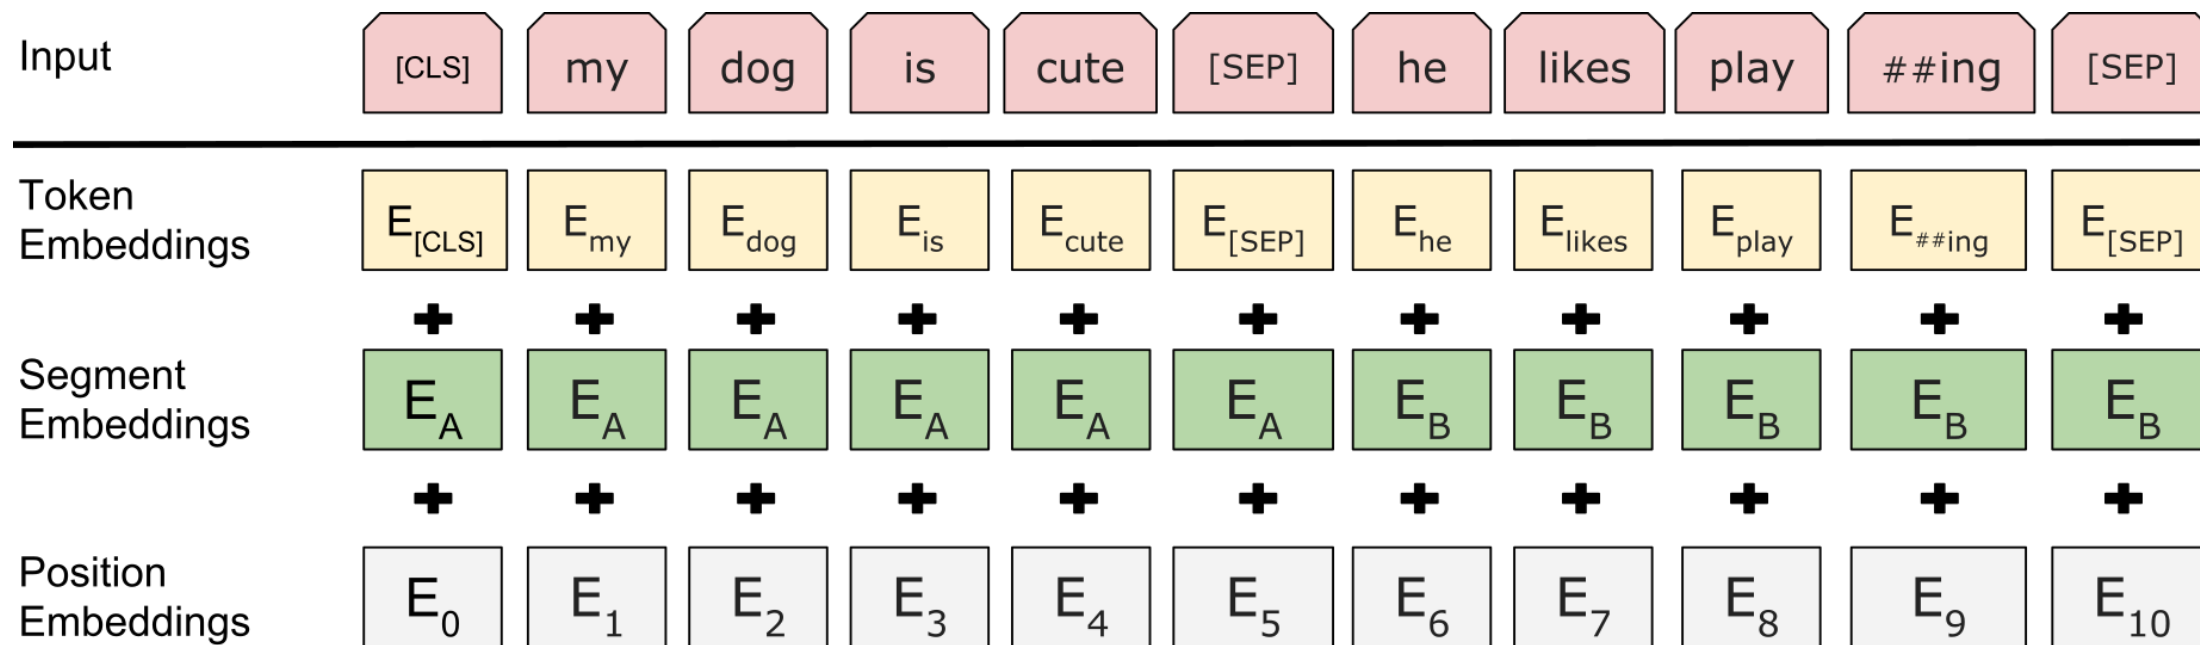 Input [CLS] my dog is cute [SEP] he likes play ##ing [SEP]
Token
Embeddings E[CLS] Emy Edog Eis Ecute E[SEP] Ehe Elikes Eplay E##ing E[SEP]
+ + + + + + + + + + +
Segment
Embeddings EA EA EA EA EA EA EB EB EB EB EB
+ + + + + + + + + + +
Position
Embeddings E0 E1 E2 E3 E4 E5 E6 E7 E8 E9 E10